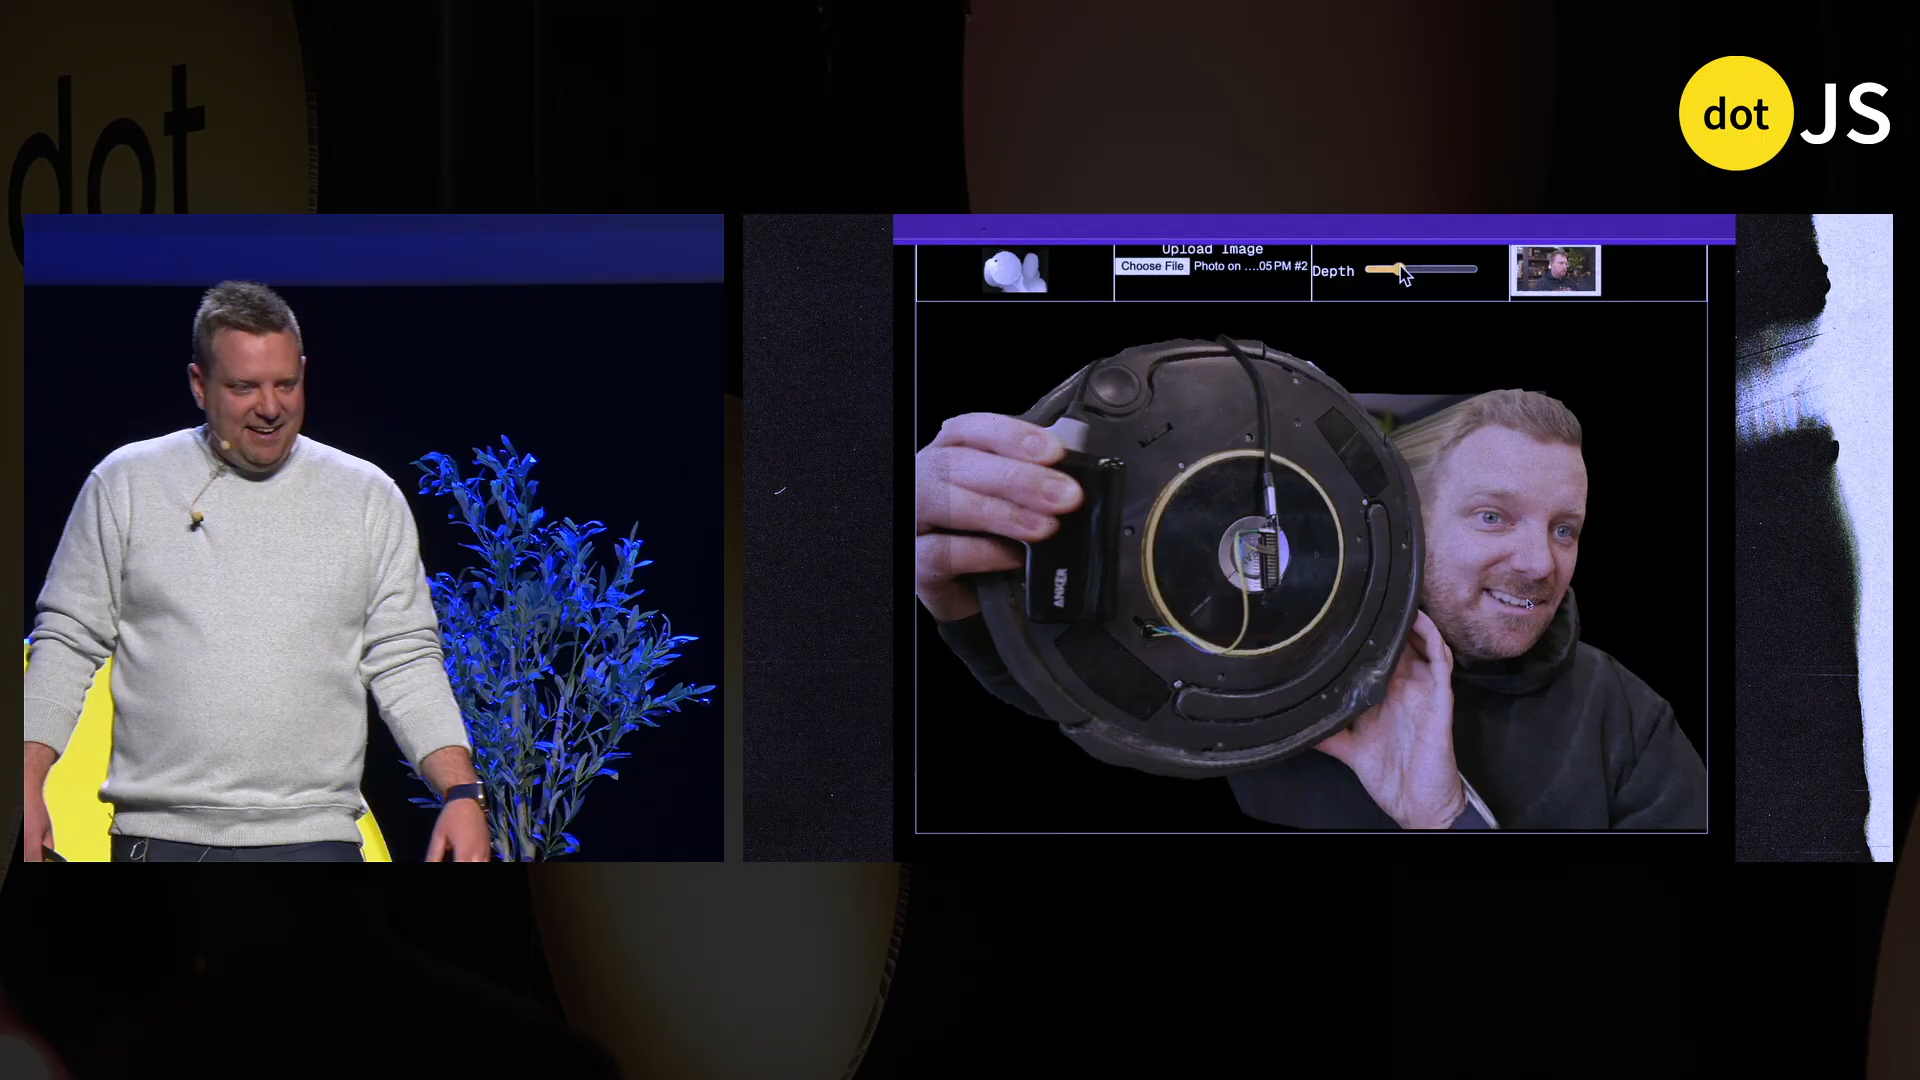 dot
dot JS
Upload Image
Choose File Photo on ....05 PM #2
Depth
ANKER